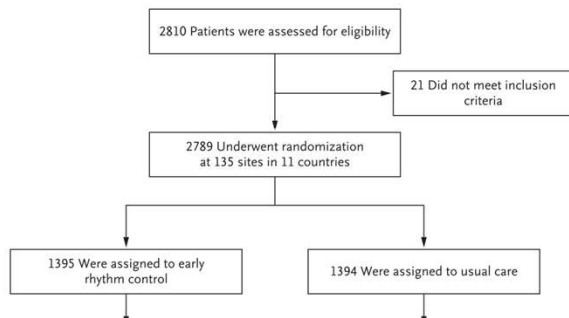 2810 Patients were assessed for eligibility
21 Did not meet inclusion
criteria
2789 Underwent randomization
at 135 sites in 11 countries
1395 Were assigned to early
rhythm control
1394 Were assigned to usual care